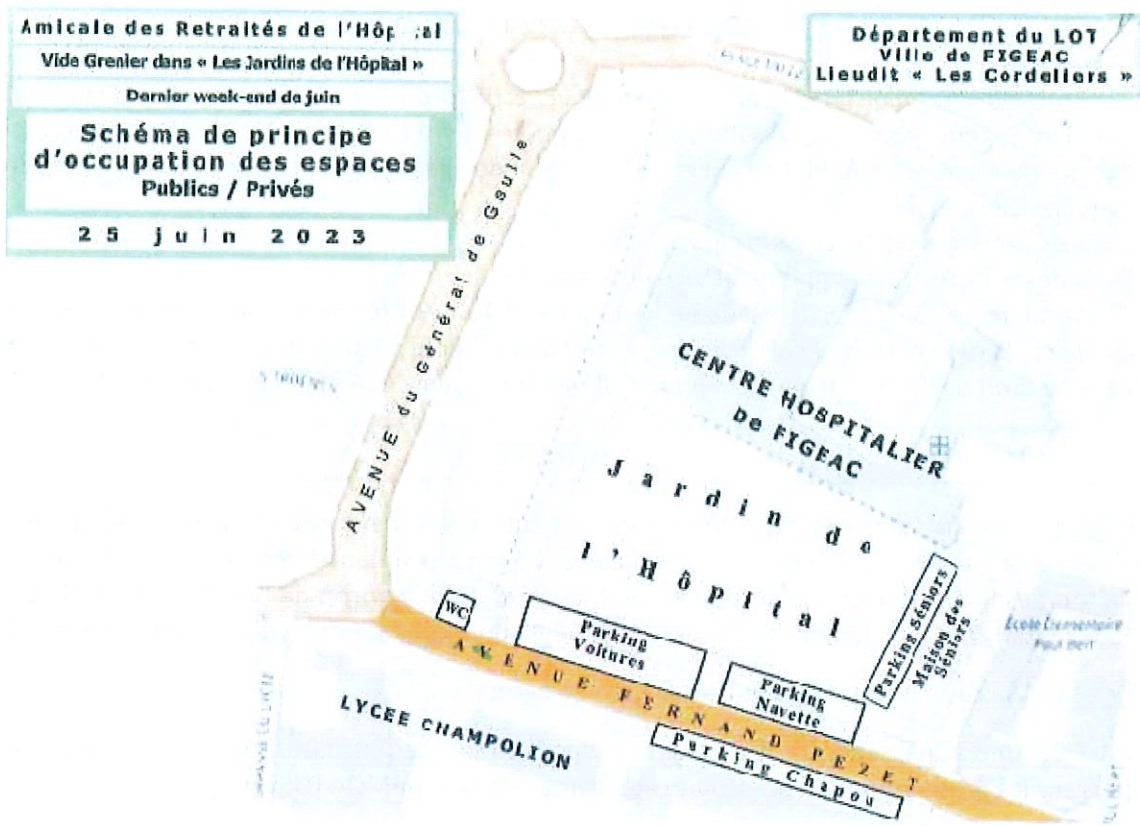 Amicale des Retraités de l'Hôp al
Vide Grenier dans « Les Jardins de l'Hôpital »
Dernier week-end de juin
Schéma de principe
d'occupation des espaces
Publics / Privés
25 juin 2023
Département du LOT
Ville de FIGEAC
Lieudit « Les Cordeliers »
AVENUE du Général de Gaulle
CENTRE HOSPITALIER
De FIGEAC
Jardin de
l'Hôpital
WC
Parking
Voitures
Parking
Navette
Parking Séniors
Maison des
Séniors
École Élémentaire
Paul Bert
AVENUE FERNAND PEZET
LYCEE CHAMPOLION
Parking Chapou